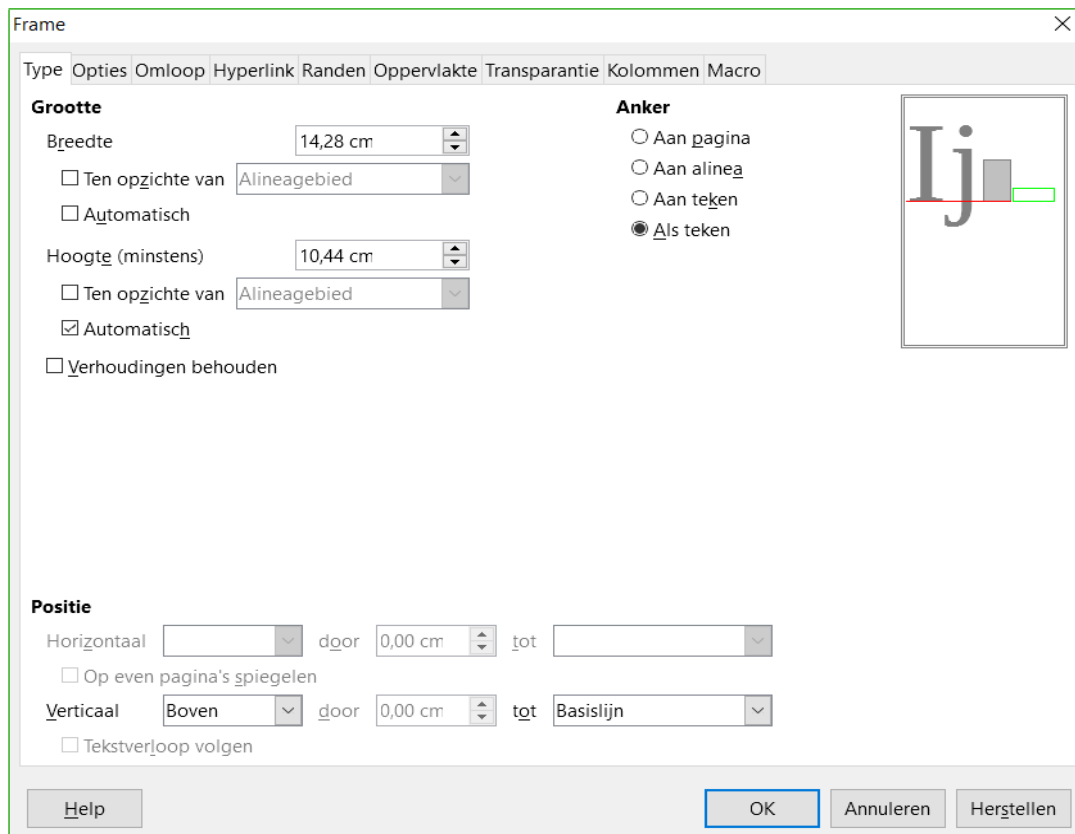 Frame
Type Opties Omloop Hyperlink Randen Oppervlakte Transparantie Kolommen Macro
Grootte
Breedte 14,28 cm
Ten opzichte van Alineagebied
Automatisch
Hoogte (minstens) 10,44 cm
Ten opzichte van Alineagebied
Automatisch
Verhoudingen behouden
Anker
Aan pagina
Aan alinea
Aan teken
Als teken
Ij
Positie
Horizontaal door 0,00 cm tot
Op even pagina's spiegelen
Verticaal Boven door 0,00 cm tot Basislijn
Tekstverloop volgen
Help OK Annuleren Herstellen